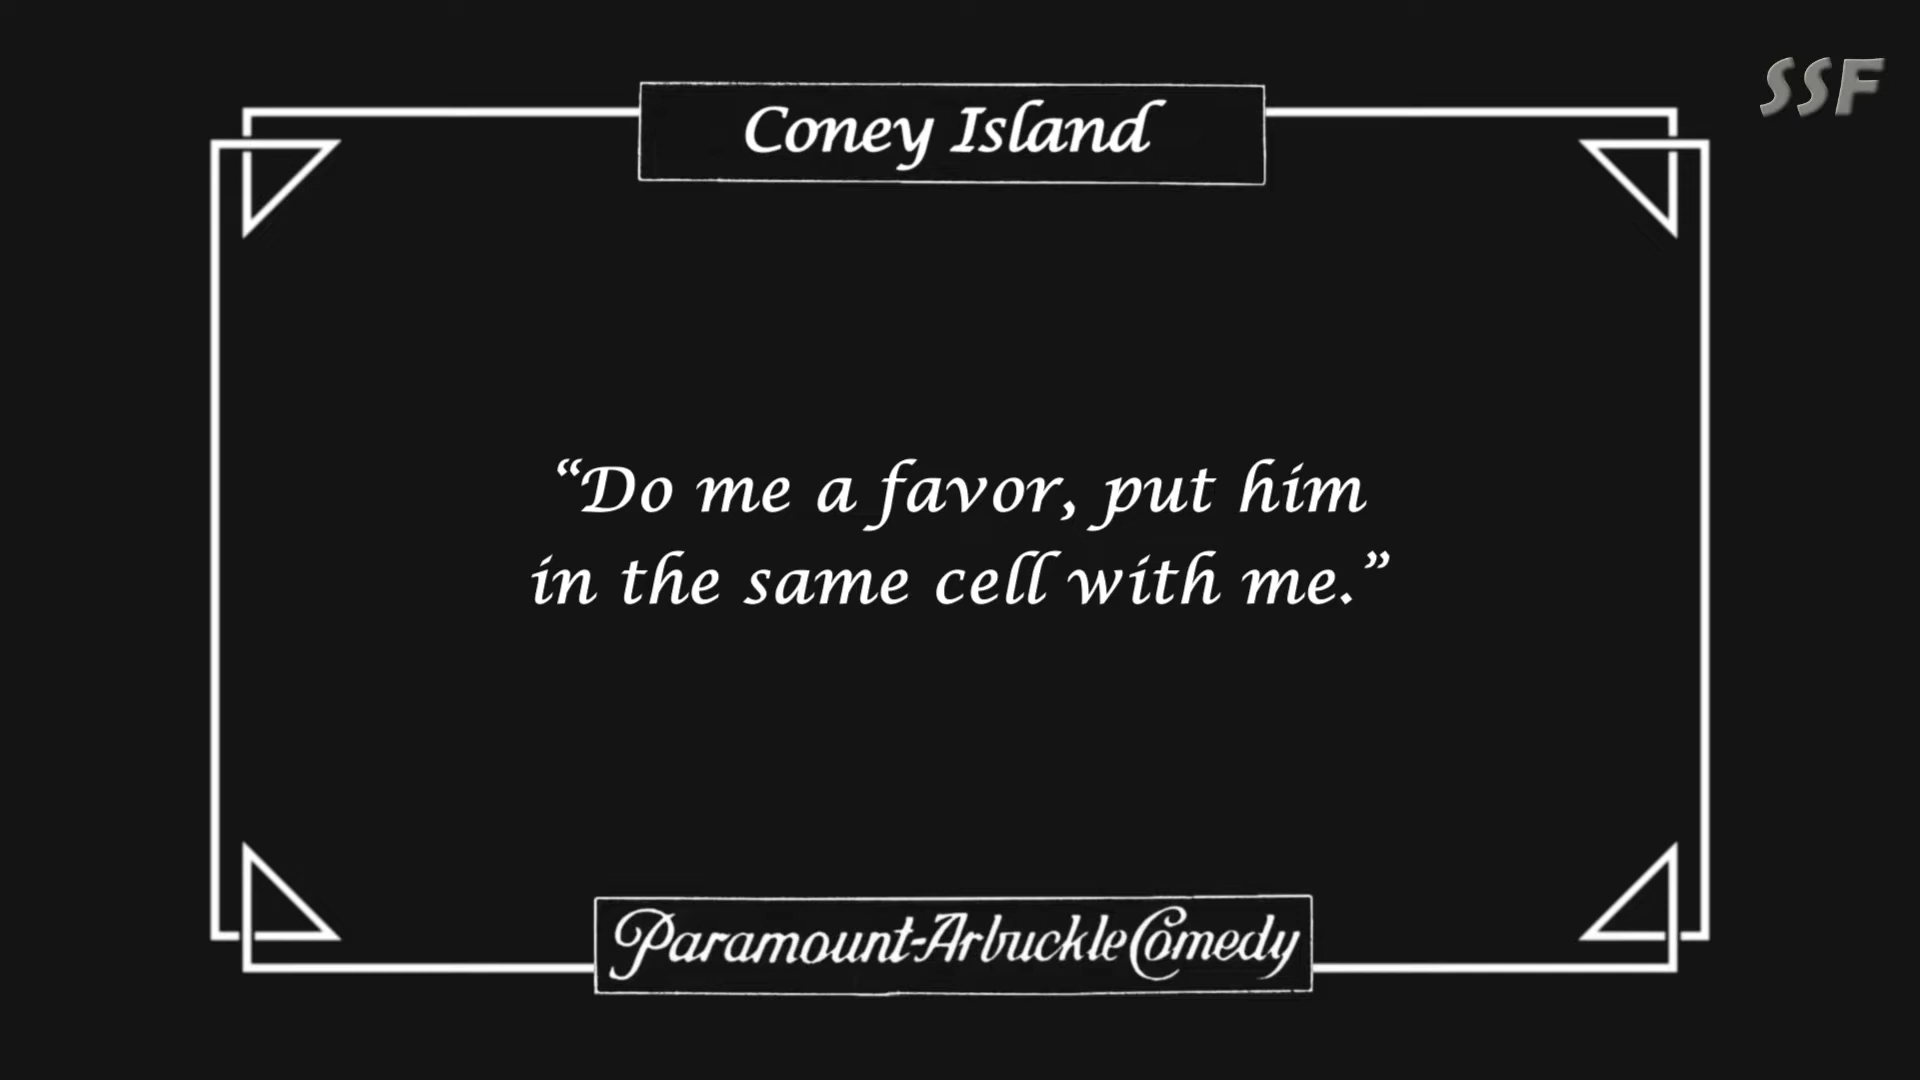 SSF
Coney Island
“Do me a favor, put him
in the same cell with me.”
Paramount-Arbuckle Comedy